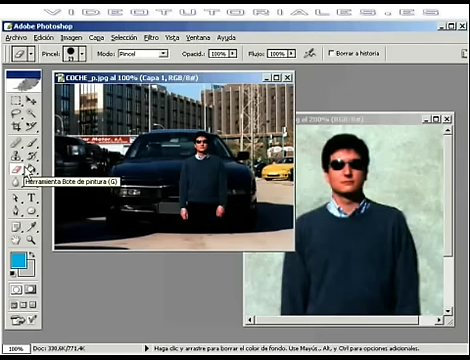 VIDEOTUTORIALES.ES
Adobe Photoshop
Archivo Edición Imagen Capa Selección Filtro Vista Ventana Ayuda
Pincel: Modo: Pincel Opacid.: 100% Flujo: 100% Borrar a historia
COCHE_p.jpg al 100% (Capa 1, RGB/8#)
g al 200% (RGB/8#)
Herramienta Bote de pintura (G)
100% Doc: 330,6K/771,4K Haga clic y arrastre para borrar el color de fondo. Use Mayús., Alt, y Ctrl para opciones adicionales.